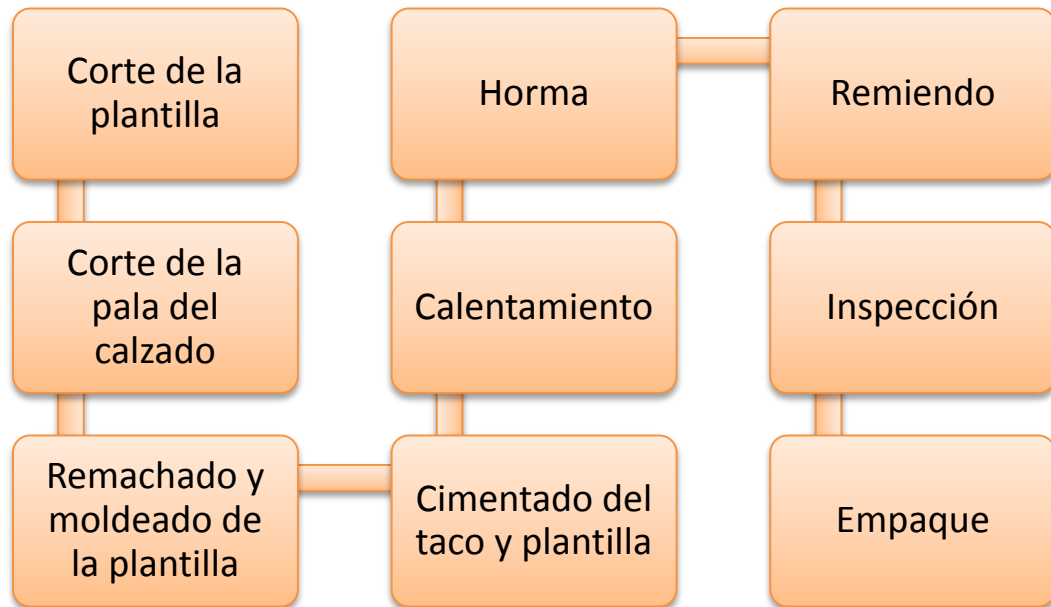 Corte de la
plantilla
Corte de la
pala del
calzado
Remachado y
moldeado de
la plantilla
Cimentado del
taco y plantilla
Calentamiento
Horma
Remiendo
Inspección
Empaque